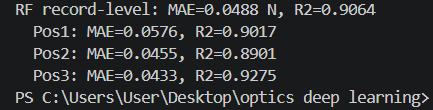 RF record-level: MAE=0.0488 N, R2=0.9064
Pos1: MAE=0.0576, R2=0.9017
Pos2: MAE=0.0455, R2=0.8901
Pos3: MAE=0.0433, R2=0.9275
PS C:\Users\User\Desktop\optics deep learning>